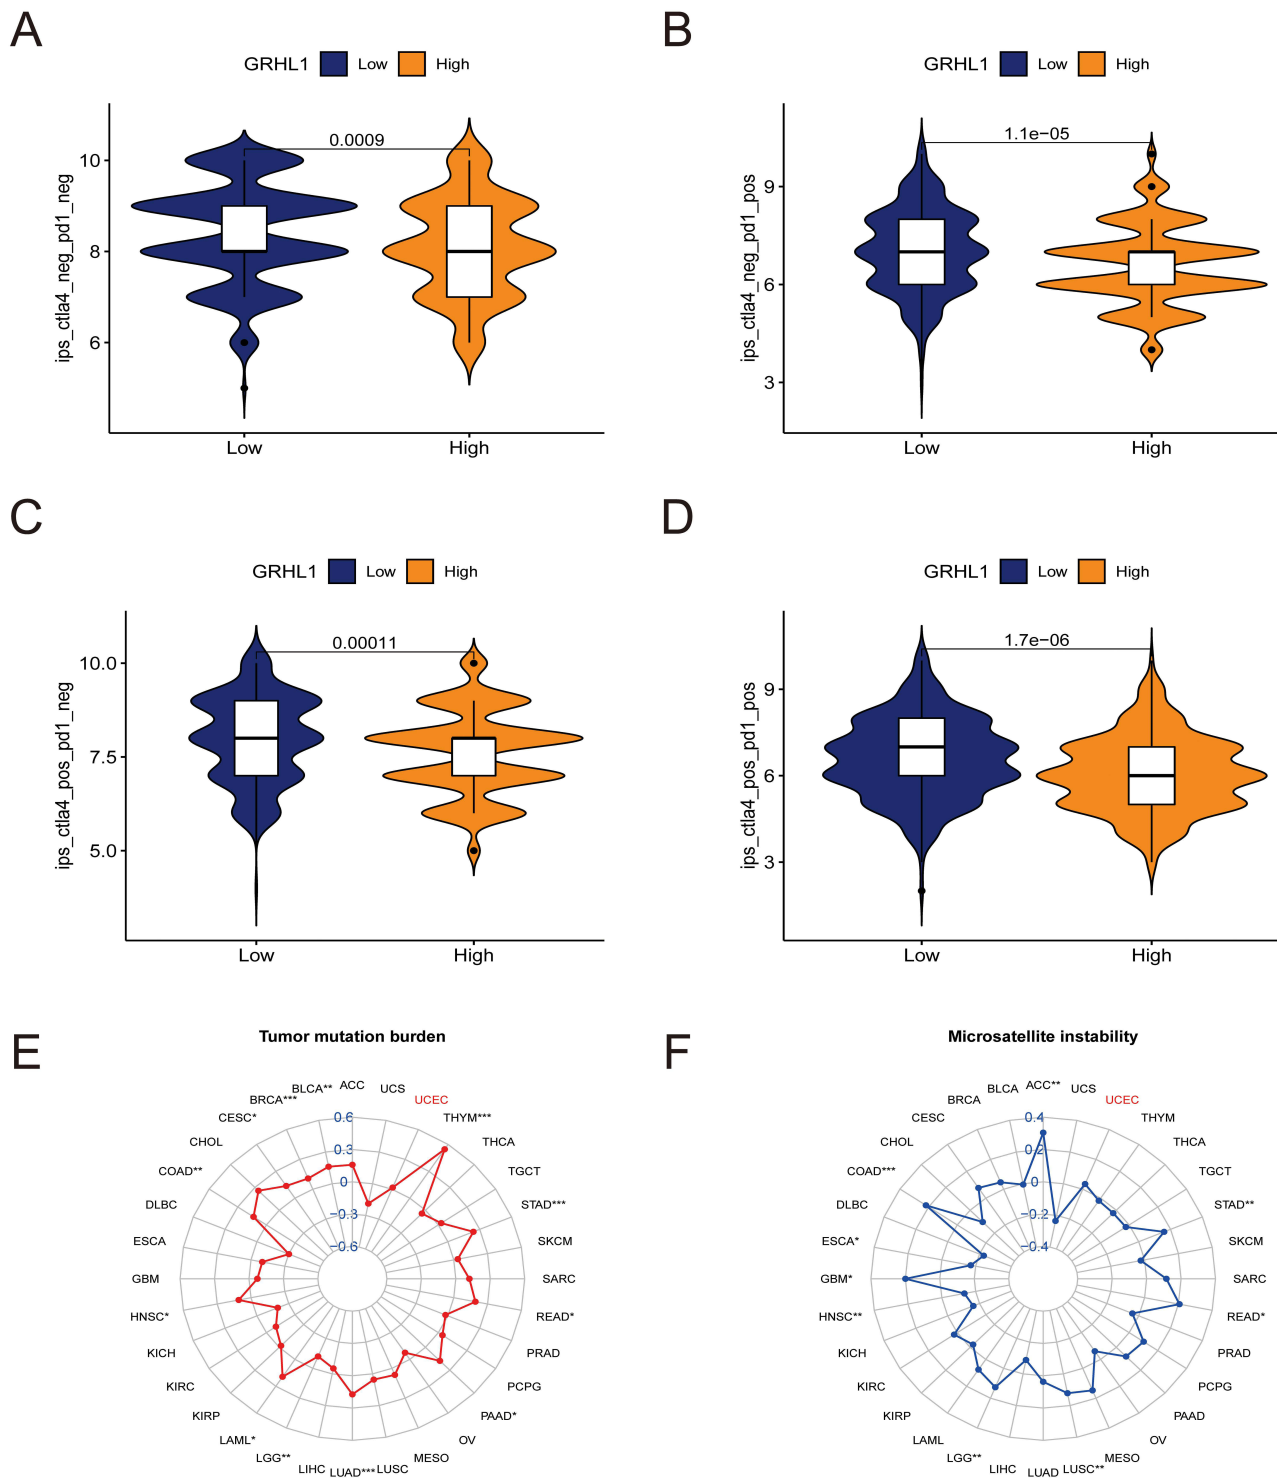 A
GRHL1 Low High
ips_ctla4_neg_pd1_neg
10
8
6
0.0009
Low High
B
GRHL1 Low High
ips_ctla4_neg_pd1_pos
9
6
3
1.1e−05
Low High
C
GRHL1 Low High
ips_ctla4_pos_pd1_neg
10.0
7.5
5.0
0.00011
Low High
D
GRHL1 Low High
ips_ctla4_pos_pd1_pos
9
6
3
1.7e−06
Low High
E
Tumor mutation burden
0.6
0.3
0
−0.3
−0.6
ACC
UCS
UCEC
THYM***
THCA
TGCT
STAD***
SKCM
SARC
READ*
PRAD
PCPG
PAAD*
OV
MESO
LUSC
LUAD***
LIHC
LGG**
LAML*
KIRP
KIRC
KICH
HNSC*
GBM
ESCA
DLBC
COAD**
CHOL
CESC*
BRCA***
BLCA**
F
Microsatellite instability
0.4
0.2
0
−0.2
−0.4
ACC**
UCS
UCEC
THYM
THCA
TGCT
STAD**
SKCM
SARC
READ*
PRAD
PCPG
PAAD
OV
MESO
LUSC**
LUAD
LIHC
LGG**
LAML
KIRP
KIRC
KICH
HNSC**
GBM*
ESCA*
DLBC
COAD***
CHOL
CESC
BRCA
BLCA